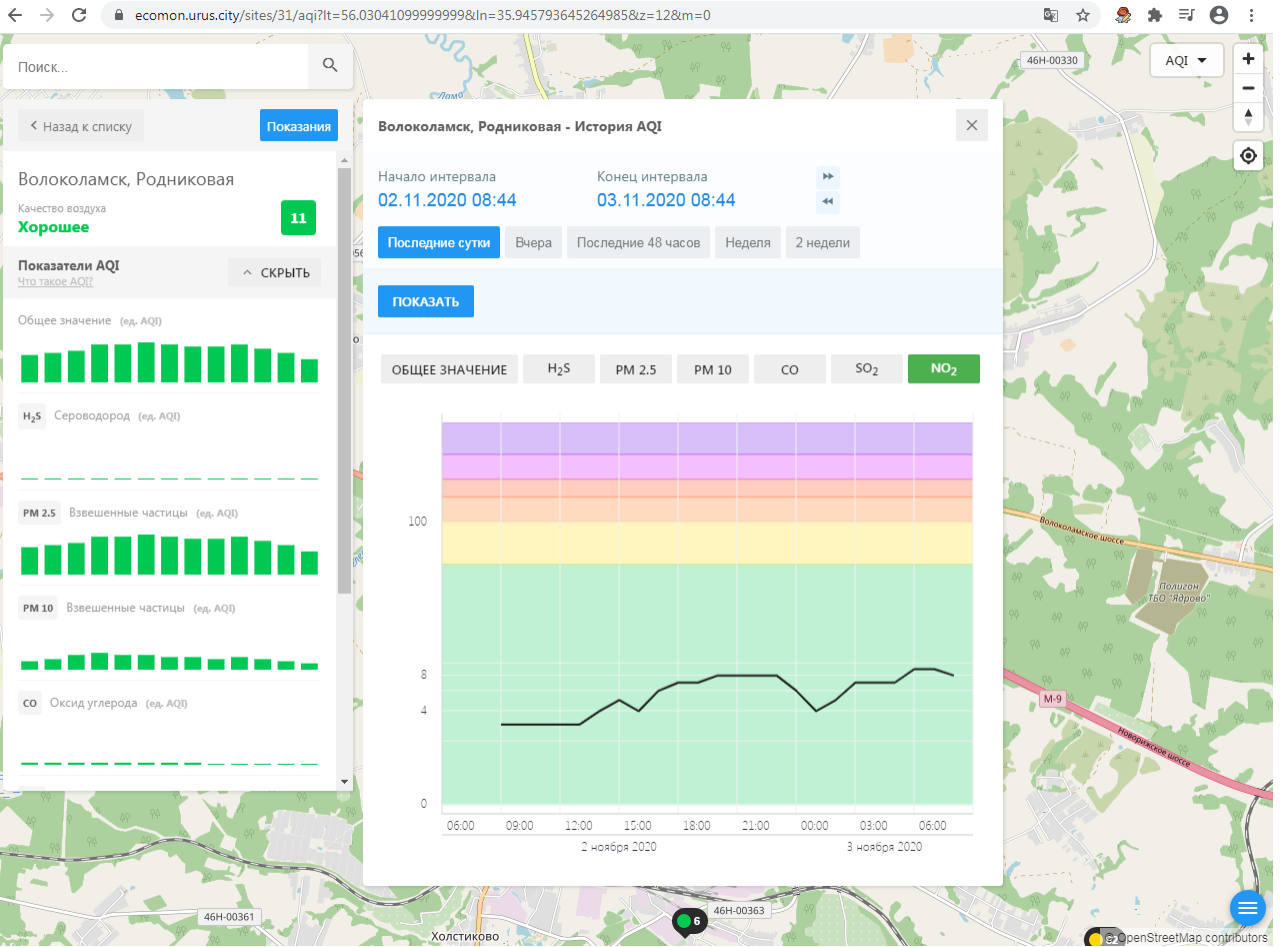 ecomon.urus.city/sites/31/aqi?lt=56.03041099999999&ln=35.945793645264985&z=12&m=0
Поиск...
Назад к списку
Показания
Волоколамск, Родниковая
Качество воздуха
Хорошее
11
Показатели AQI
Что такое AQI?
СКРЫТЬ
Общее значение (ед. AQI)
H2S Сероводород (ед. AQI)
PM 2.5 Взвешенные частицы (ед. AQI)
PM 10 Взвешенные частицы (ед. AQI)
CO Оксид углерода (ед. AQI)
Волоколамск, Родниковая - История AQI
Начало интервала
02.11.2020 08:44
Конец интервала
03.11.2020 08:44
Последние сутки
Вчера
Последние 48 часов
Неделя
2 недели
ПОКАЗАТЬ
ОБЩЕЕ ЗНАЧЕНИЕ
H2S
PM 2.5
PM 10
CO
SO2
NO2
100
8
4
0
06:00 09:00 12:00 15:00 18:00 21:00 00:00 03:00 06:00
2 ноября 2020 3 ноября 2020
AQI
46Н-00330
Лама
Волоколамское шоссе
Полигон
ТБО "Ядрово"
М-9
Новорижское шоссе
46Н-00361
46Н-00363
6
Холстиково
© OpenStreetMap contributors